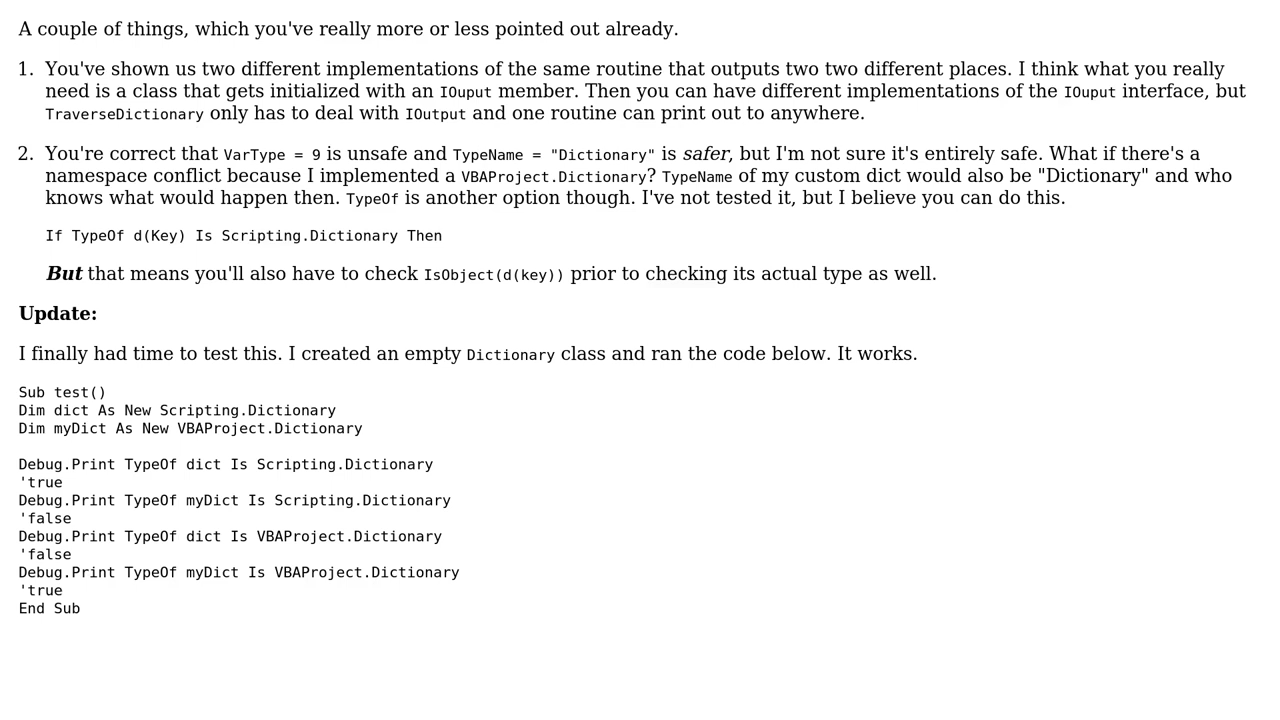 A couple of things, which you've really more or less pointed out already.
1. You've shown us two different implementations of the same routine that outputs two two different places. I think what you really
need is a class that gets initialized with an IOuput member. Then you can have different implementations of the IOuput interface, but
TraverseDictionary only has to deal with IOutput and one routine can print out to anywhere.
2. You're correct that VarType = 9 is unsafe and TypeName = "Dictionary" is safer, but I'm not sure it's entirely safe. What if there's a
namespace conflict because I implemented a VBAProject.Dictionary? TypeName of my custom dict would also be "Dictionary" and who
knows what would happen then. TypeOf is another option though. I've not tested it, but I believe you can do this.
If TypeOf d(Key) Is Scripting.Dictionary Then
But that means you'll also have to check IsObject(d(key)) prior to checking its actual type as well.
Update:
I finally had time to test this. I created an empty Dictionary class and ran the code below. It works.
Sub test()
Dim dict As New Scripting.Dictionary
Dim myDict As New VBAProject.Dictionary
Debug.Print TypeOf dict Is Scripting.Dictionary
'true
Debug.Print TypeOf myDict Is Scripting.Dictionary
'false
Debug.Print TypeOf dict Is VBAProject.Dictionary
'false
Debug.Print TypeOf myDict Is VBAProject.Dictionary
'true
End Sub